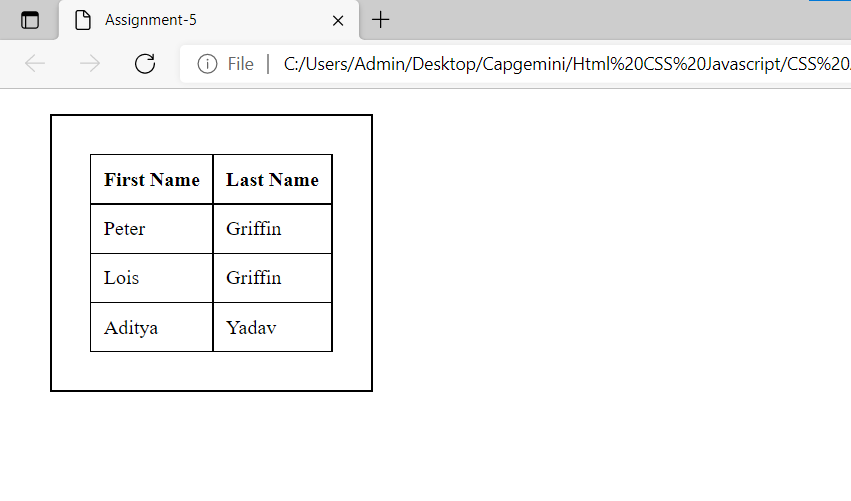 Assignment-5
File | C:/Users/Admin/Desktop/Capgemini/Html%20CSS%20Javascript/CSS%20
First Name Last Name
Peter Griffin
Lois Griffin
Aditya Yadav